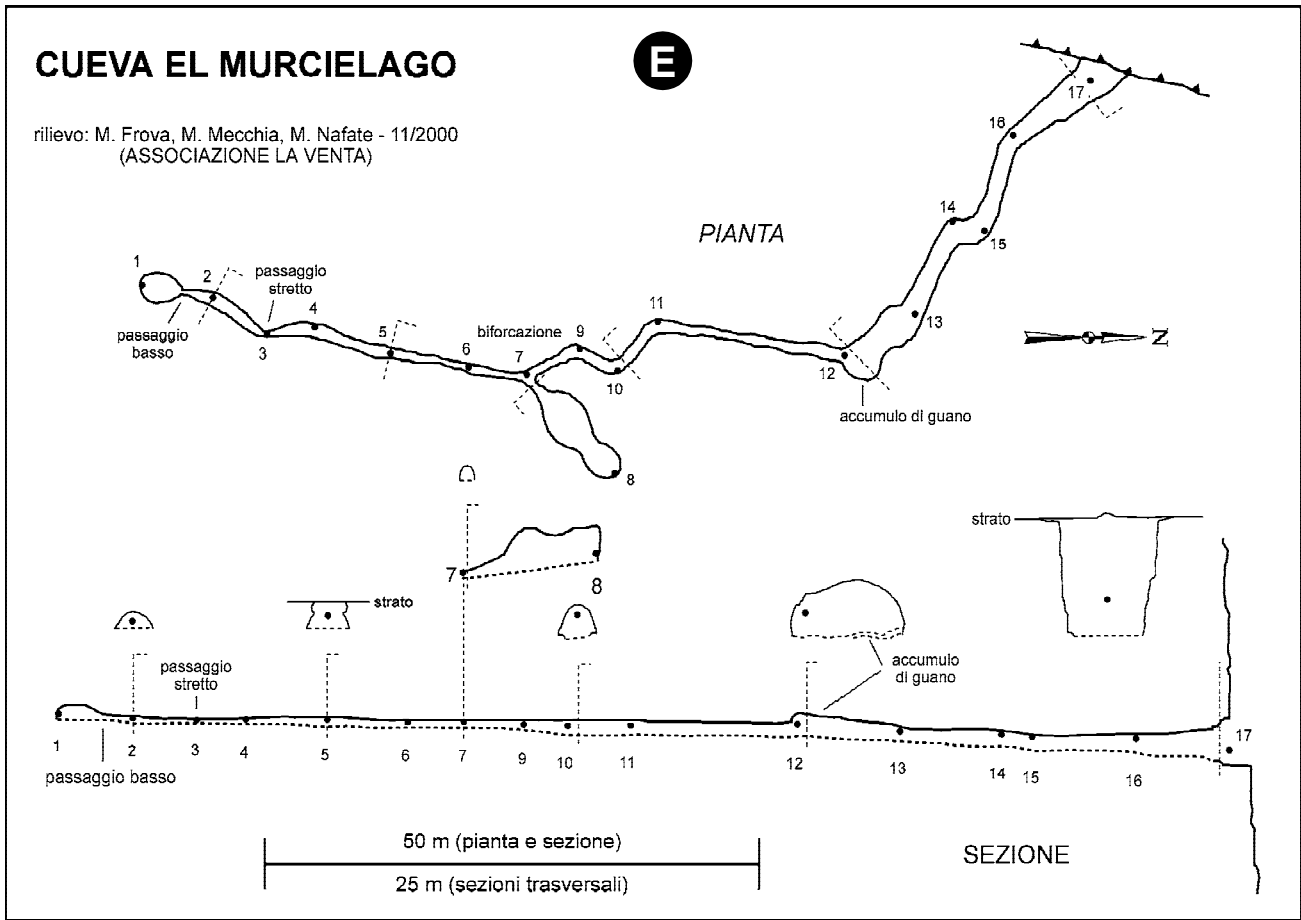 CUEVA EL MURCIELAGO
E
rilievo: M. Frova, M. Mecchia, M. Nafate - 11/2000
(ASSOCIAZIONE LA VENTA)
17
18
14
15
PIANTA
1
2
passaggio
stretto
4
passaggio
basso
3
5
6
biforcazione
7
9
10
11
12
13
N
accumulo di guano
8
strato
7
8
strato
passaggio
stretto
accumulo
di guano
1
2
3
4
5
6
7
9
10
11
12
13
14
15
16
17
passaggio basso
50 m (pianta e sezione)
25 m (sezioni trasversali)
SEZIONE